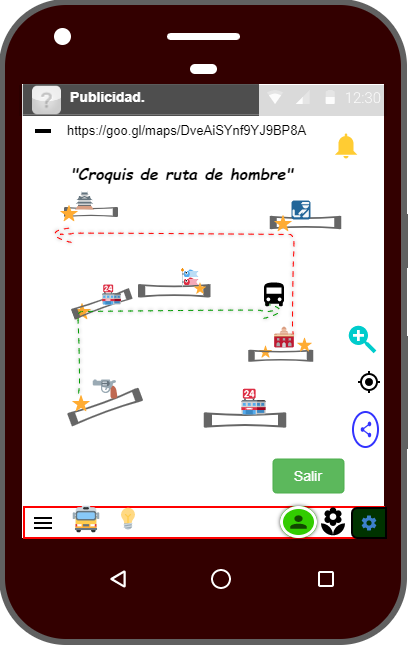 Publicidad.
12:30
https://goo.gl/maps/DveAiSYnf9YJ9BP8A
"Croquis de ruta de hombre"
24
24
Salir